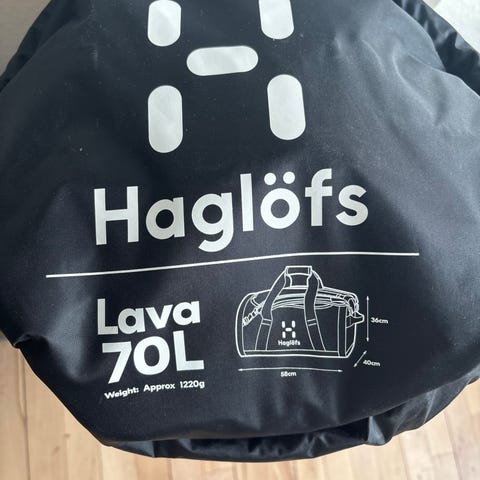 Haglöfs
Lava
70L
Weight: Approx 1220g
Haglöfs
36cm
40cm
58cm